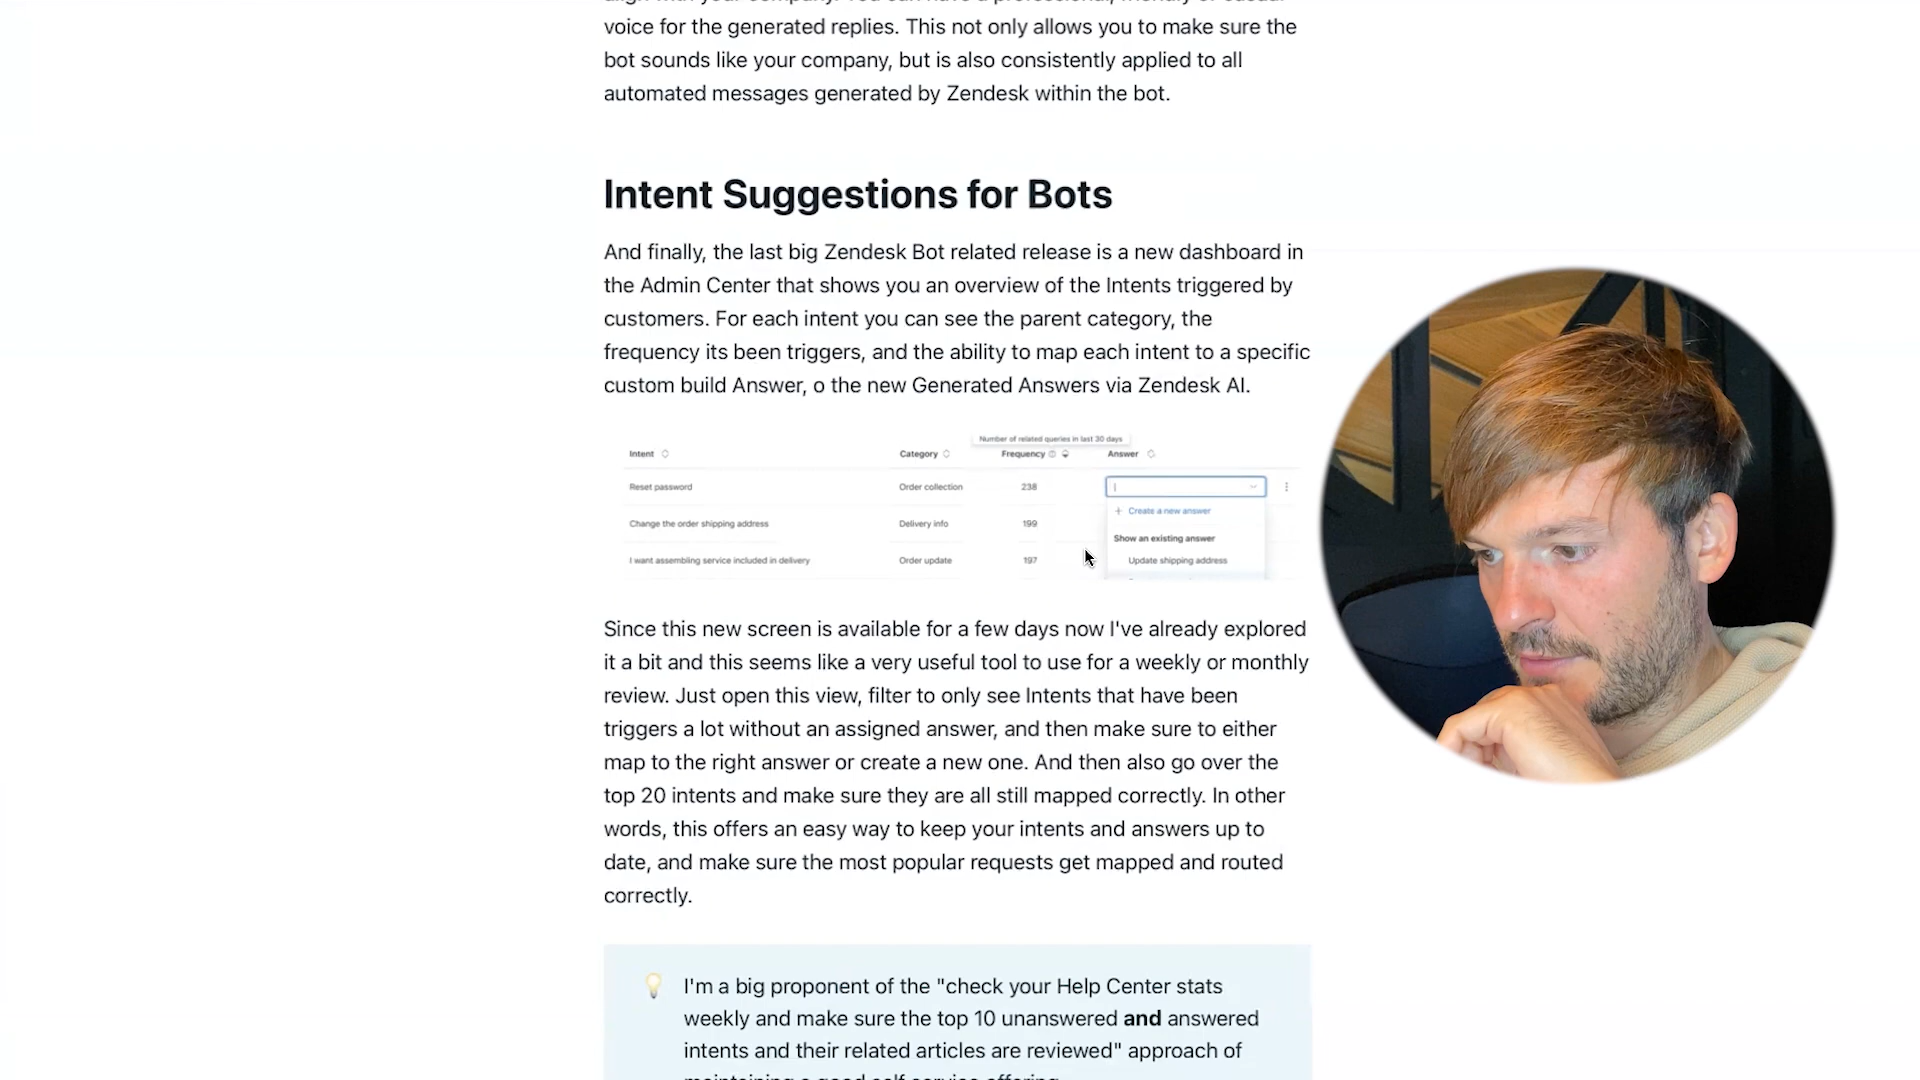 voice for the generated replies. This not only allows you to make sure the
bot sounds like your company, but is also consistently applied to all
automated messages generated by Zendesk within the bot.
Intent Suggestions for Bots
And finally, the last big Zendesk Bot related release is a new dashboard in
the Admin Center that shows you an overview of the Intents triggered by
customers. For each intent you can see the parent category, the
frequency its been triggers, and the ability to map each intent to a specific
custom build Answer, o the new Generated Answers via Zendesk AI.
Number of related queries in last 30 days
Intent Category Frequency Answer
Reset password Order collection 238
+ Create a new answer
Change the order shipping address Delivery info 199
Show an existing answer
I want assembling service included in delivery Order update 197 Update shipping address
Since this new screen is available for a few days now I've already explored
it a bit and this seems like a very useful tool to use for a weekly or monthly
review. Just open this view, filter to only see Intents that have been
triggers a lot without an assigned answer, and then make sure to either
map to the right answer or create a new one. And then also go over the
top 20 intents and make sure they are all still mapped correctly. In other
words, this offers an easy way to keep your intents and answers up to
date, and make sure the most popular requests get mapped and routed
correctly.
I'm a big proponent of the "check your Help Center stats
weekly and make sure the top 10 unanswered and answered
intents and their related articles are reviewed" approach of